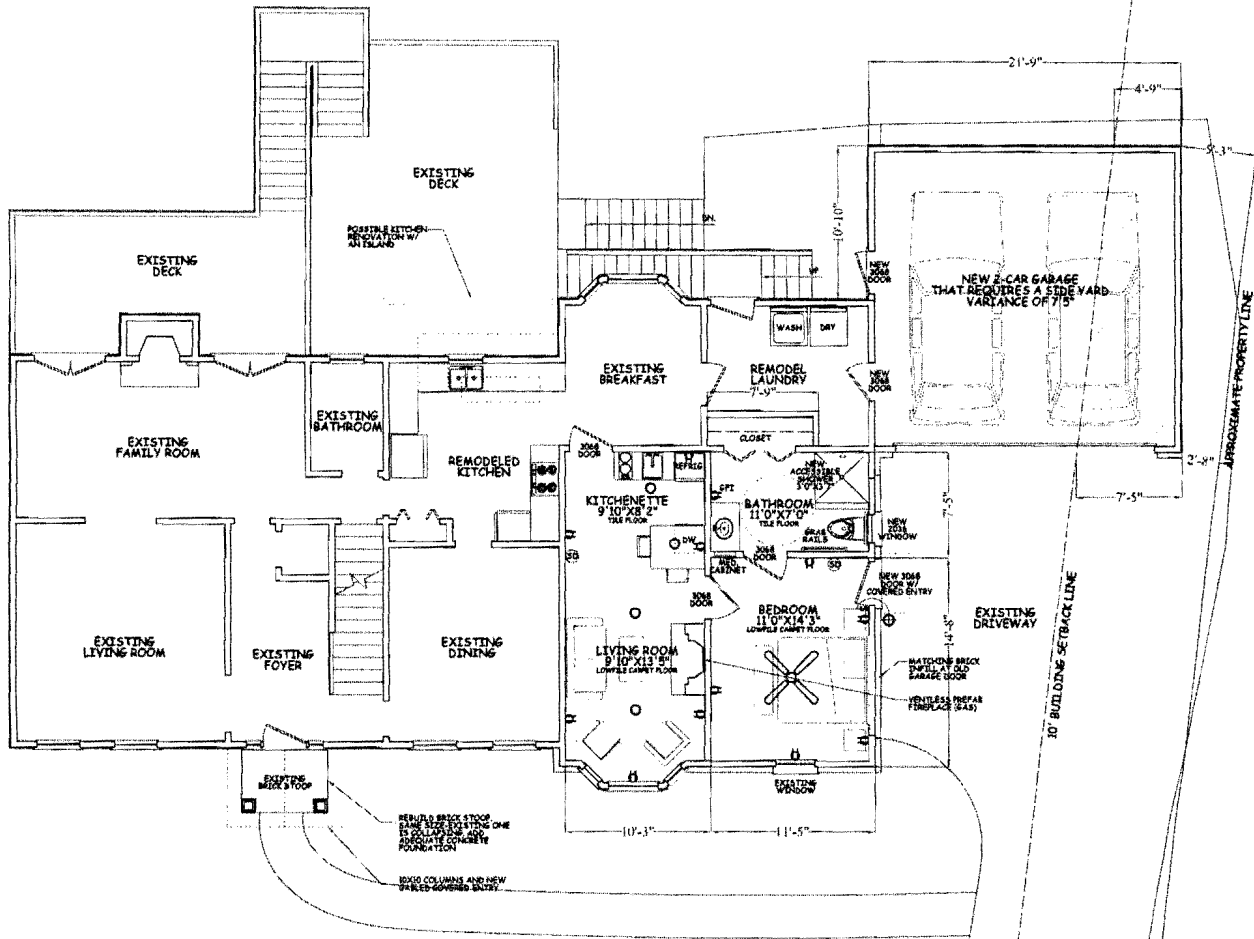 21'-9"
4'-9"
5'-3"
EXISTING
DECK
10'-10"
DN.
POSSIBLE KITCHEN
RENOVATION W/
AN ISLAND
EXISTING
DECK
UP
NEW
3068
DOOR
NEW 2-CAR GARAGE
THAT REQUIRES A SIDE YARD
VARIANCE OF 7'5"
WASH
DRY
APPROXIMATE PROPERTY LINE
EXISTING
BREAKFAST
REMODEL
LAUNDRY
7'-9"
NEW
3068
DOOR
EXISTING
BATHROOM
EXISTING
FAMILY ROOM
CLOSET
3068
DOOR
REMODELED
KITCHEN
REFRIG
NEW
ACCESSIBLE
SHOWER
2'-8"
KITCHENETTE
9'10"X8'2"
TILE FLOOR
GFI
BATHROOM
11'0"X7'0"
TILE FLOOR
7'-5"
7'-5"
GRAB
RAILS
NEW
2036
WINDOW
DW
SD
MED.
CABINET
3068
DOOR
SD
NEW 3068
DOOR W/
COVERED ENTRY
3068
DOOR
BEDROOM
11'0"X14'3"
LOWPILE CARPET FLOOR
EXISTING
DRIVEWAY
EXISTING
LIVING ROOM
EXISTING
FOYER
EXISTING
DINING
LIVING ROOM
9'10"X13'5"
LOWPILE CARPET FLOOR
MATCHING BRICK
INFILL AT OLD
GARAGE DOOR
VENTLESS PREFAB
FIREPLACE (GAS)
10' BUILDING SETBACK LINE
EXISTING
BRICK STOOP
EXISTING
WINDOW
REBUILD BRICK STOOP,
SAME SIZE-EXISTING ONE
IS COLLAPSING, ADD
ADEQUATE CONCRETE
FOUNDATION
10'-3"
11'-5"
10X10 COLUMNS AND NEW
GABLED COVERED ENTRY